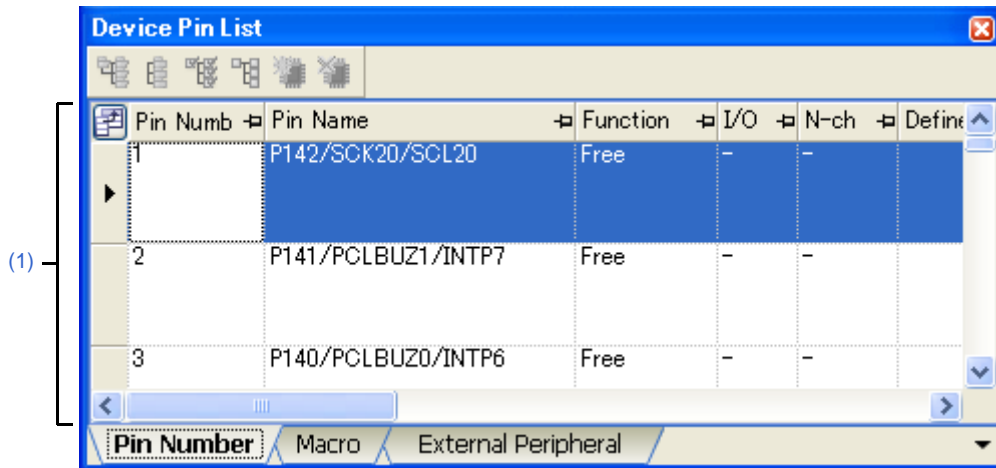 Device Pin List
Pin Numb Pin Name Function I/O N-ch Define
1 P142/SCK20/SCL20 Free - -
(1)
2 P141/PCLBUZ1/INTP7 Free - -
3 P140/PCLBUZ0/INTP6 Free - -
Pin Number Macro External Peripheral